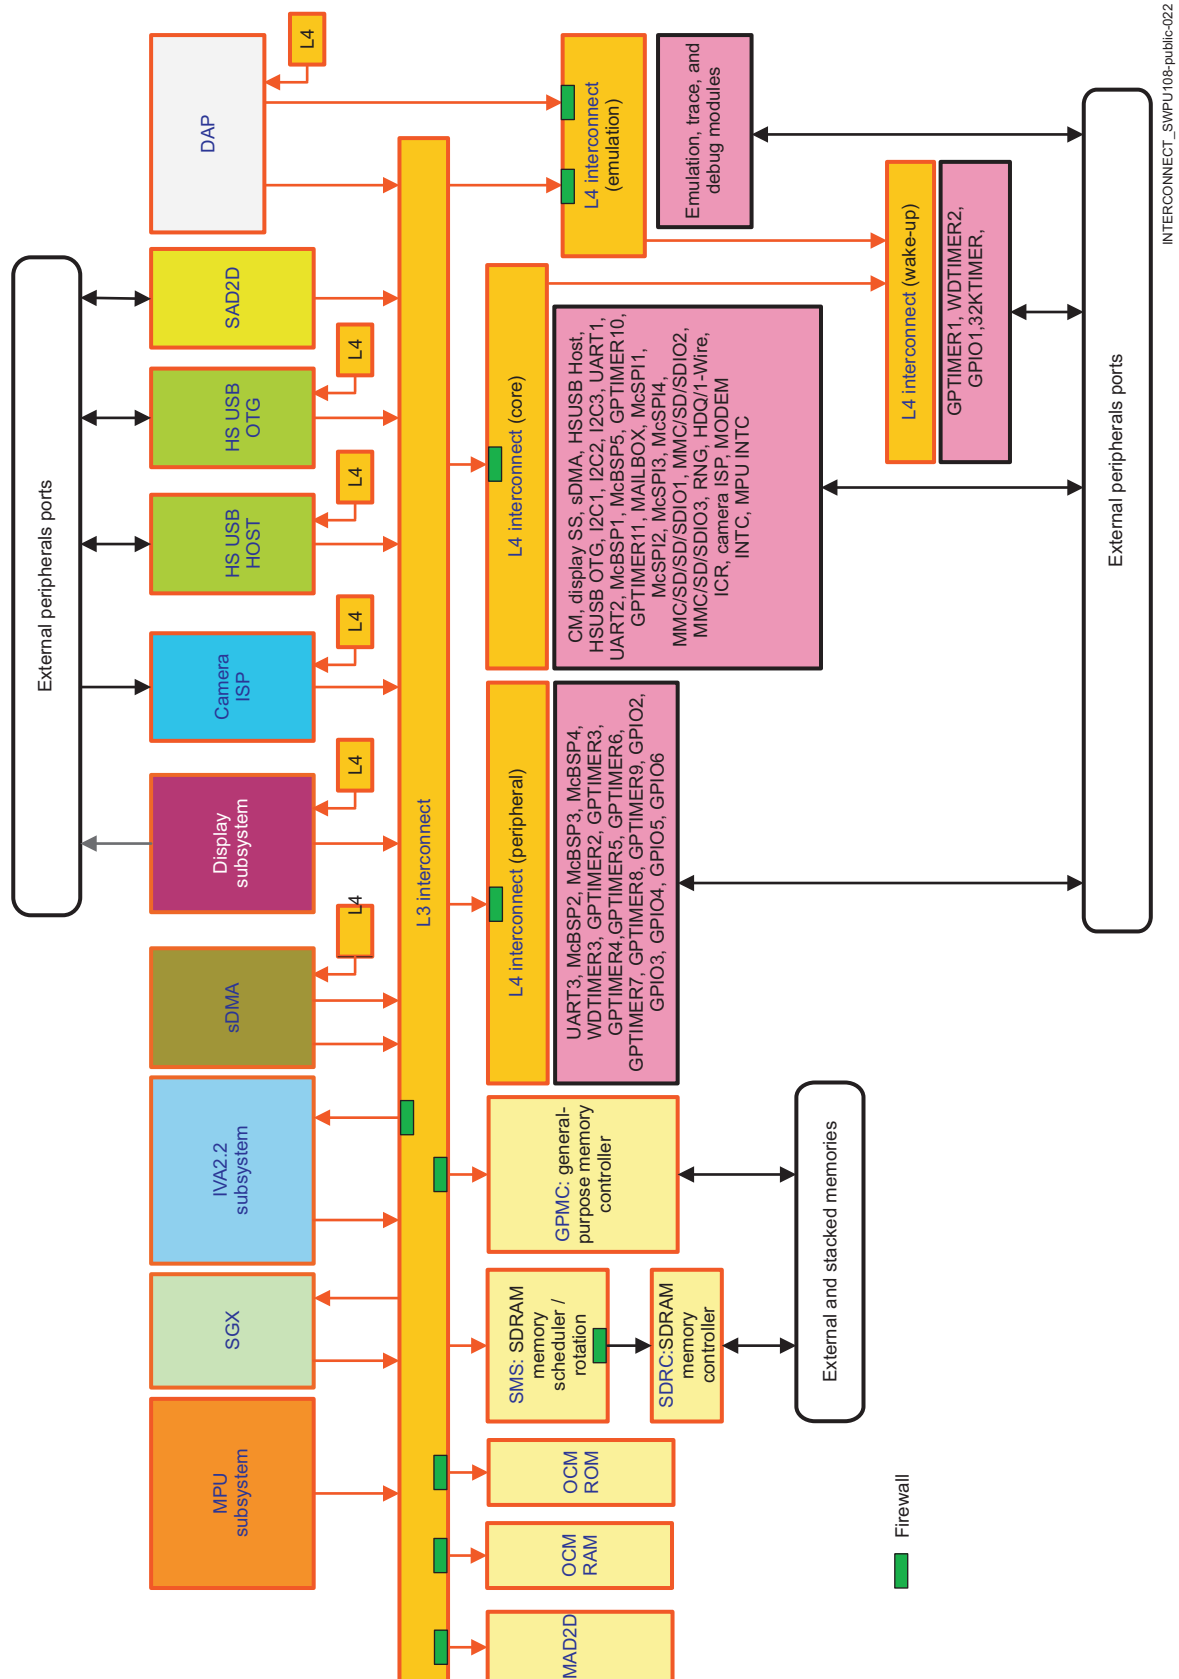 External peripherals ports
MPU
subsystem
SGX
IVA2.2
subsystem
sDMA
L4
Display
subsystem
L4
Camera
ISP
L4
HS USB
HOST
L4
HS USB
OTG
L4
SAD2D
DAP
L4
L3 interconnect
MAD2D
OCM
RAM
OCM
ROM
SMS: SDRAM
memory
scheduler /
rotation
SDRC:SDRAM
memory
controller
GPMC: general-
purpose memory
controller
External and stacked memories
L4 interconnect (peripheral)
UART3, McBSP2, McBSP3, McBSP4,
WDTIMER3, GPTIMER2, GPTIMER3,
GPTIMER4,GPTIMER5, GPTIMER6,
GPTIMER7, GPTIMER8, GPTIMER9, GPIO2,
GPIO3, GPIO4, GPIO5, GPIO6
L4 interconnect (core)
CM, display SS, sDMA, HSUSB Host,
HSUSB OTG, I2C1, I2C2, I2C3, UART1,
UART2, McBSP1, McBSP5, GPTIMER10,
GPTIMER11, MAILBOX, McSPI1,
McSPI2, McSPI3, McSPI4,
MMC/SD/SDIO1, MMC/SD/SDIO2,
MMC/SD/SDIO3, RNG, HDQ/1-Wire,
ICR, camera ISP, MODEM
INTC, MPU INTC
L4 interconnect
(emulation)
Emulation, trace, and
debug modules
L4 interconnect (wake-up)
GPTIMER1, WDTIMER2,
GPIO1,32KTIMER,
External peripherals ports
Firewall
INTERCONNECT_SWPU108-public-022